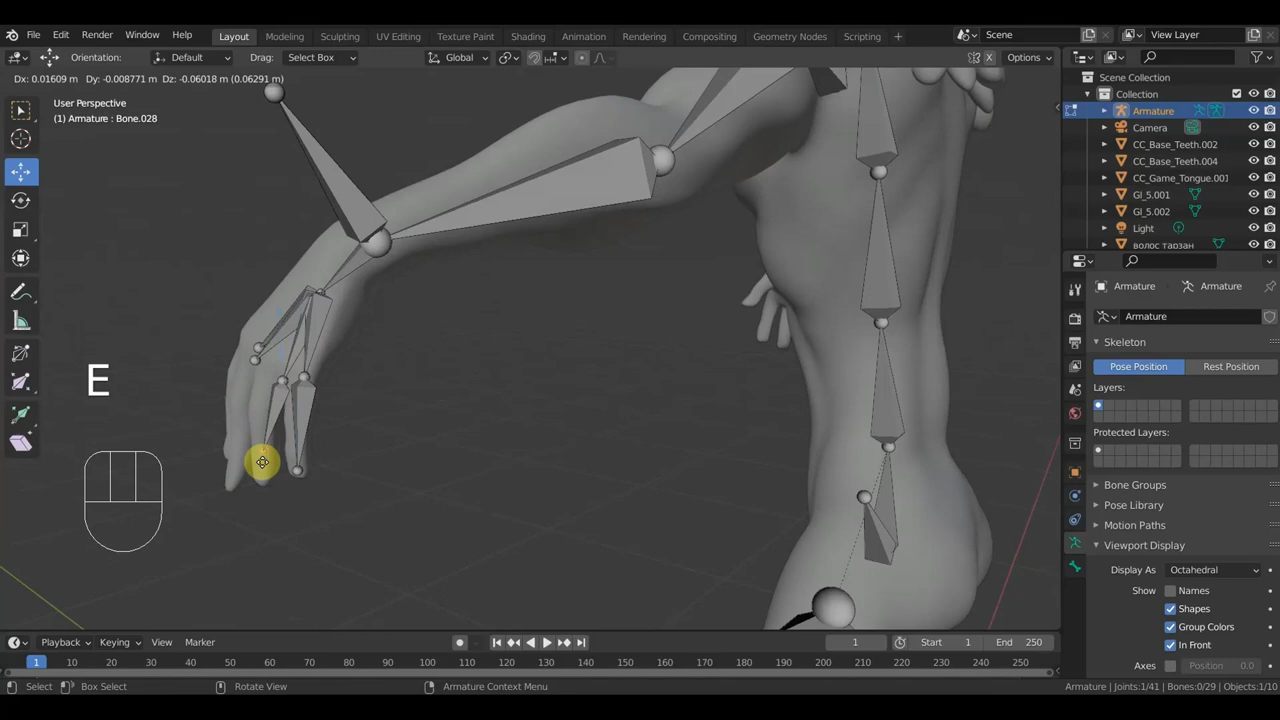 File Edit Render Window Help Layout Modeling Sculpting UV Editing Texture Paint Shading Animation Rendering Compositing Geometry Nodes Scripting + Scene View Layer
Orientation: Default Drag: Select Box Global X Options
Dx: 0.01609 m Dy: -0.008771 m Dz: -0.06018 m (0.06291 m)
User Perspective
(1) Armature : Bone.028
Scene Collection
Collection
Armature
Camera
CC_Base_Teeth.002
CC_Base_Teeth.004
CC_Game_Tongue.001
GI_5.001
GI_5.002
Light
волос тарзан
Armature Armature
Armature
Skeleton
Pose Position Rest Position
Layers:
Protected Layers:
Bone Groups
Pose Library
Motion Paths
Viewport Display
Display As Octahedral
Show Names
Shapes
Group Colors
In Front
Axes Position 0.0
E
Playback Keying View Marker 1 Start 1 End 250
1 10 20 30 40 50 60 70 80 90 100 110 120 130 140 150 160 170 180 190 200 210 220 230 240 250
Select Box Select Rotate View Armature Context Menu Armature | Joints:1/41 | Bones:0/29 | Objects:1/10